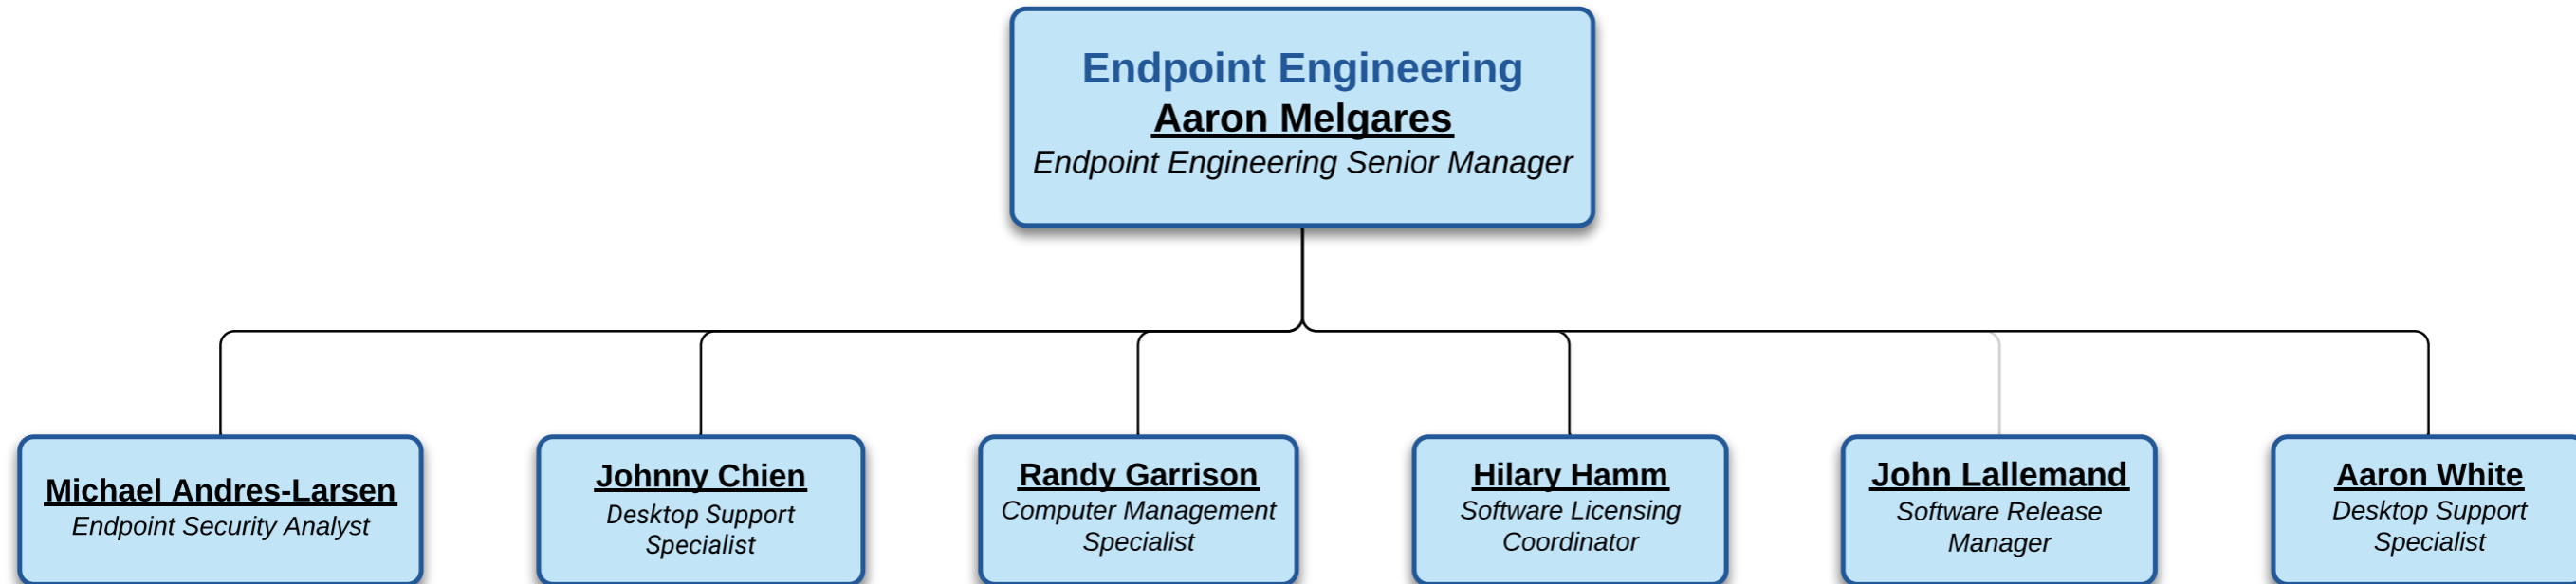 Endpoint Engineering
Aaron Melgares
Endpoint Engineering Senior Manager
Michael Andres-Larsen
Endpoint Security Analyst
Johnny Chien
Desktop Support
Specialist
Randy Garrison
Computer Management
Specialist
Hilary Hamm
Software Licensing
Coordinator
John Lallemand
Software Release
Manager
Aaron White
Desktop Support
Specialist